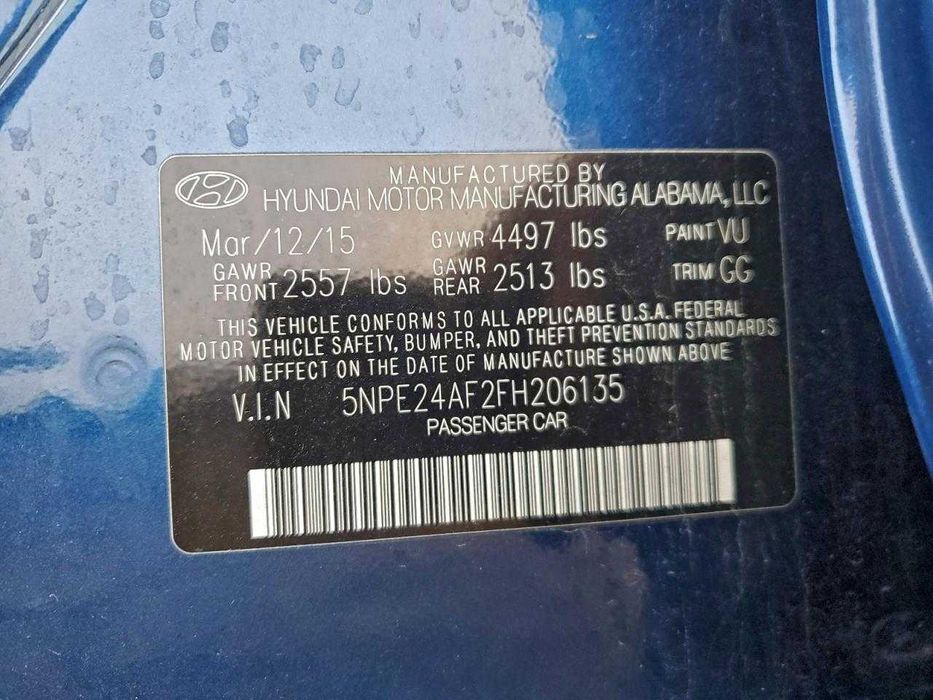 MANUFACTURED BY
HYUNDAI MOTOR MANUFACTURING ALABAMA, LLC
Mar/12/15 GVWR 4497 lbs PAINT VU
GAWR FRONT 2557 lbs GAWR REAR 2513 lbs TRIM GG
THIS VEHICLE CONFORMS TO ALL APPLICABLE U.S.A. FEDERAL
MOTOR VEHICLE SAFETY, BUMPER, AND THEFT PREVENTION STANDARDS
IN EFFECT ON THE DATE OF MANUFACTURE SHOWN ABOVE
V.I.N 5NPE24AF2FH206135
PASSENGER CAR